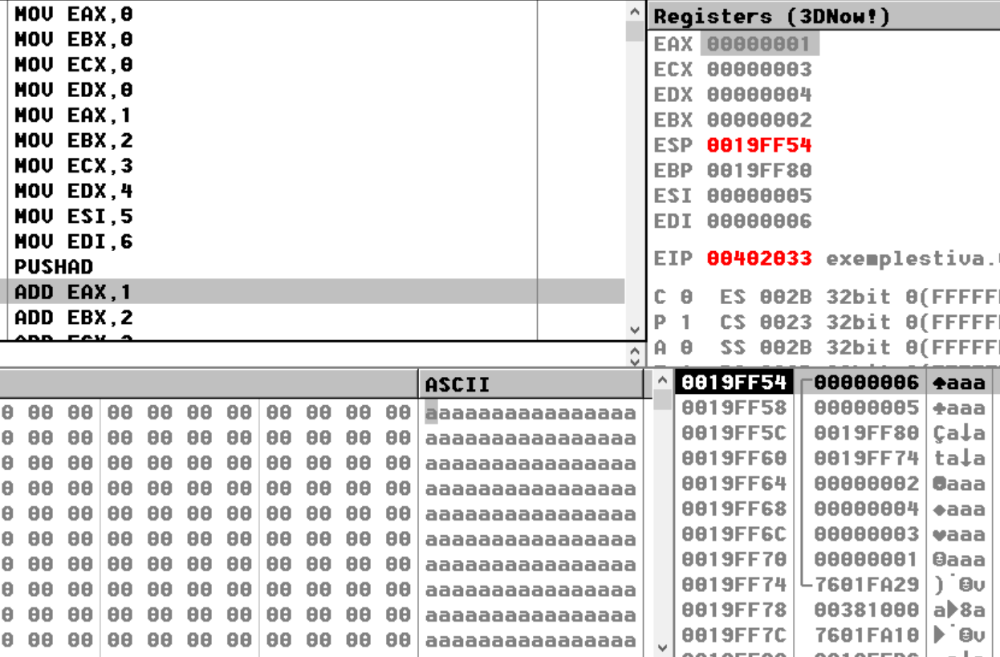 MOV EAX,0
MOV EBX,0
MOV ECX,0
MOV EDX,0
MOV EAX,1
MOV EBX,2
MOV ECX,3
MOV EDX,4
MOV ESI,5
MOV EDI,6
PUSHAD
ADD EAX,1
ADD EBX,2
Registers (3DNow!)
EAX 00000001
ECX 00000003
EDX 00000004
EBX 00000002
ESP 0019FF54
EBP 0019FF80
ESI 00000005
EDI 00000006
EIP 00402033 exemplestiva.
C 0 ES 002B 32bit 0(FFFFF
P 1 CS 0023 32bit 0(FFFFF
A 0 SS 002B 32bit 0(FFFFF
ASCII
0 00 00 00 00 00 00 00 00 00 00 aaaaaaaaaaaaaaaa
0 00 00 00 00 00 00 00 00 00 00 aaaaaaaaaaaaaaaa
0 00 00 00 00 00 00 00 00 00 00 aaaaaaaaaaaaaaaa
0 00 00 00 00 00 00 00 00 00 00 aaaaaaaaaaaaaaaa
0 00 00 00 00 00 00 00 00 00 00 aaaaaaaaaaaaaaaa
0 00 00 00 00 00 00 00 00 00 00 aaaaaaaaaaaaaaaa
0 00 00 00 00 00 00 00 00 00 00 aaaaaaaaaaaaaaaa
0 00 00 00 00 00 00 00 00 00 00 aaaaaaaaaaaaaaaa
0 00 00 00 00 00 00 00 00 00 00 aaaaaaaaaaaaaaaa
0 00 00 00 00 00 00 00 00 00 00 aaaaaaaaaaaaaaaa
0019FF54 00000006 ♠aaa
0019FF58 00000005 ♣aaa
0019FF5C 0019FF80 Ça↓a
0019FF60 0019FF74 ta↓a
0019FF64 00000002 ☻aaa
0019FF68 00000004 ♦aaa
0019FF6C 00000003 ♥aaa
0019FF70 00000001 ☺aaa
0019FF74 7601FA29 )˙☺v
0019FF78 00381000 a►8a
0019FF7C 7601FA10 ►˙☺v